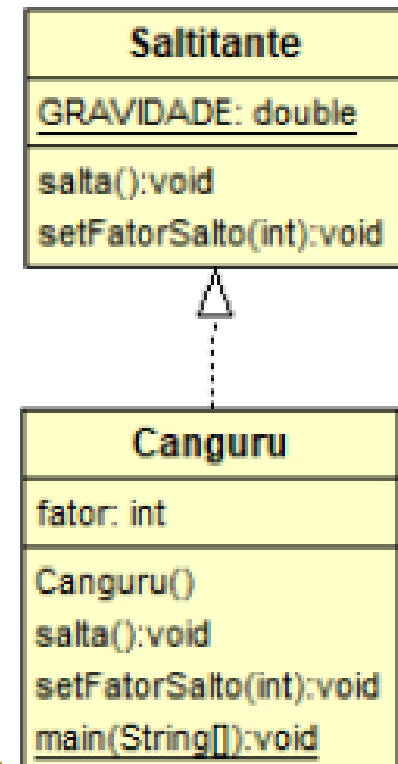 Saltitante
GRAVIDADE: double
salta():void
setFatorSalto(int):void
Canguru
fator: int
Canguru()
salta():void
setFatorSalto(int):void
main(String[]):void